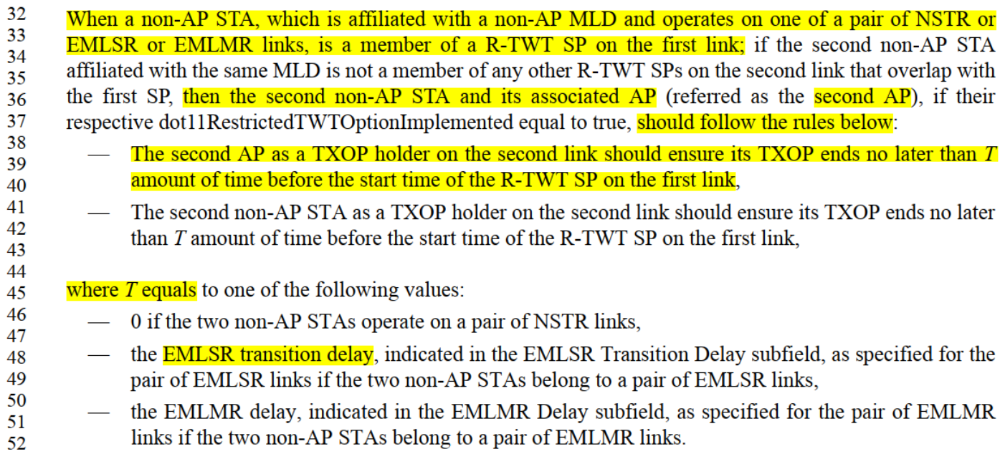 32 When a non-AP STA, which is affiliated with a non-AP MLD and operates on one of a pair of NSTR or
33 EMLSR or EMLMR links, is a member of a R-TWT SP on the first link; if the second non-AP STA
34
35 affiliated with the same MLD is not a member of any other R-TWT SPs on the second link that overlap with
36 the first SP, then the second non-AP STA and its associated AP (referred as the second AP), if their
37 respective dot11RestrictedTWTOptionImplemented equal to true, should follow the rules below:
38
39 — The second AP as a TXOP holder on the second link should ensure its TXOP ends no later than T
40 amount of time before the start time of the R-TWT SP on the first link,
41
42 — The second non-AP STA as a TXOP holder on the second link should ensure its TXOP ends no later
43 than T amount of time before the start time of the R-TWT SP on the first link,
44
45 where T equals to one of the following values:
46 — 0 if the two non-AP STAs operate on a pair of NSTR links,
47
48 — the EMLSR transition delay, indicated in the EMLSR Transition Delay subfield, as specified for the
49 pair of EMLSR links if the two non-AP STAs belong to a pair of EMLSR links,
50
51 — the EMLMR delay, indicated in the EMLMR Delay subfield, as specified for the pair of EMLMR
52 links if the two non-AP STAs belong to a pair of EMLMR links.